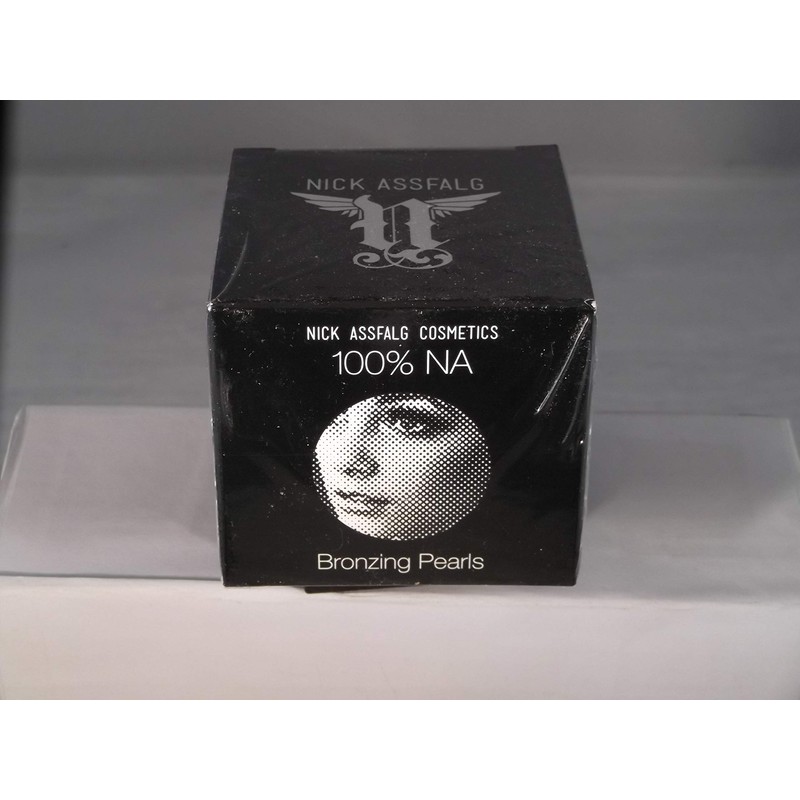 NICK ASSFALG
n
NICK ASSFALG COSMETICS
100% NA
Bronzing Pearls